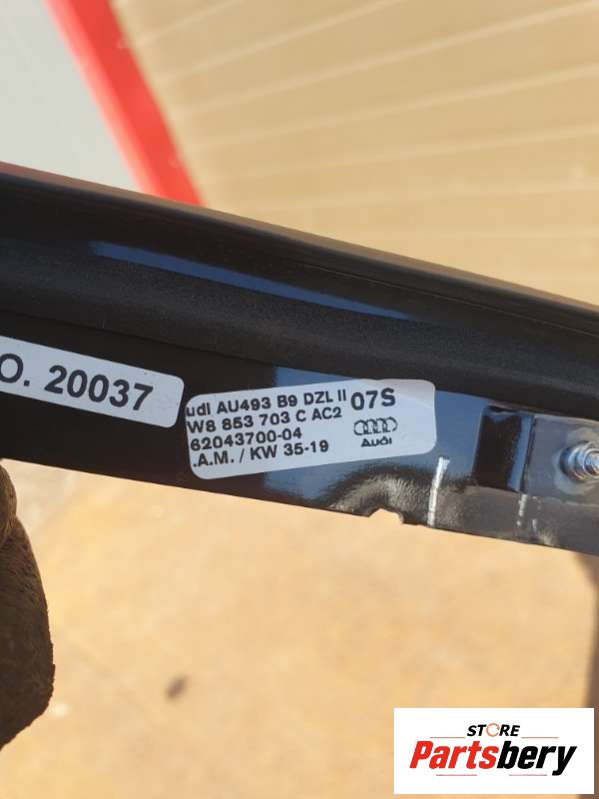 O. 20037
udi AU493 B9 DZL II 07S
W8 853 703 C AC2
62043700-04
.A.M. / KW 35-19
Audi
STORE
Partsbery